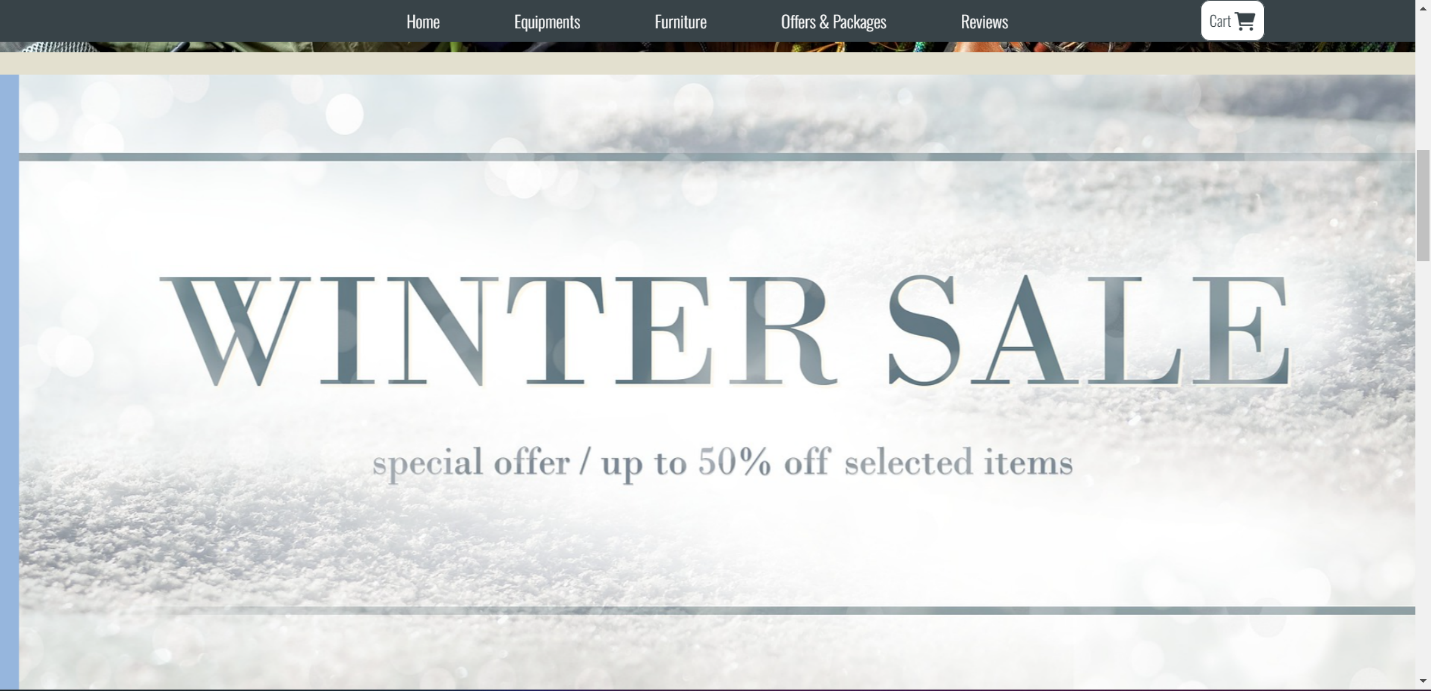 Home Equipments Furniture Offers & Packages Reviews Cart
WINTER SALE
special offer / up to 50% off selected items